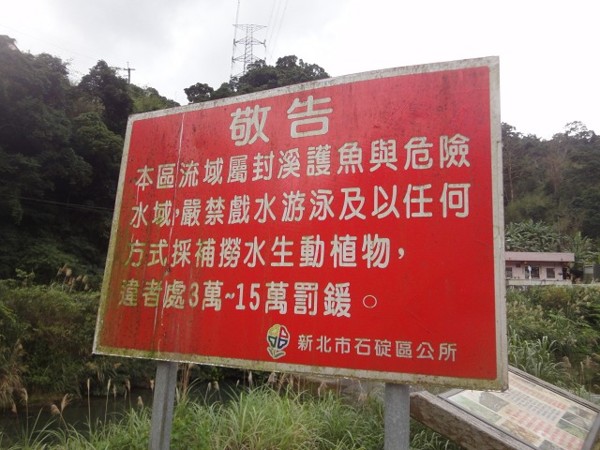 敬告
本區流域屬封溪護魚與危險
水域,嚴禁戲水游泳及以任何
方式採補撈水生動植物,
違者處3萬~15萬罰鍰。
新北市石碇區公所